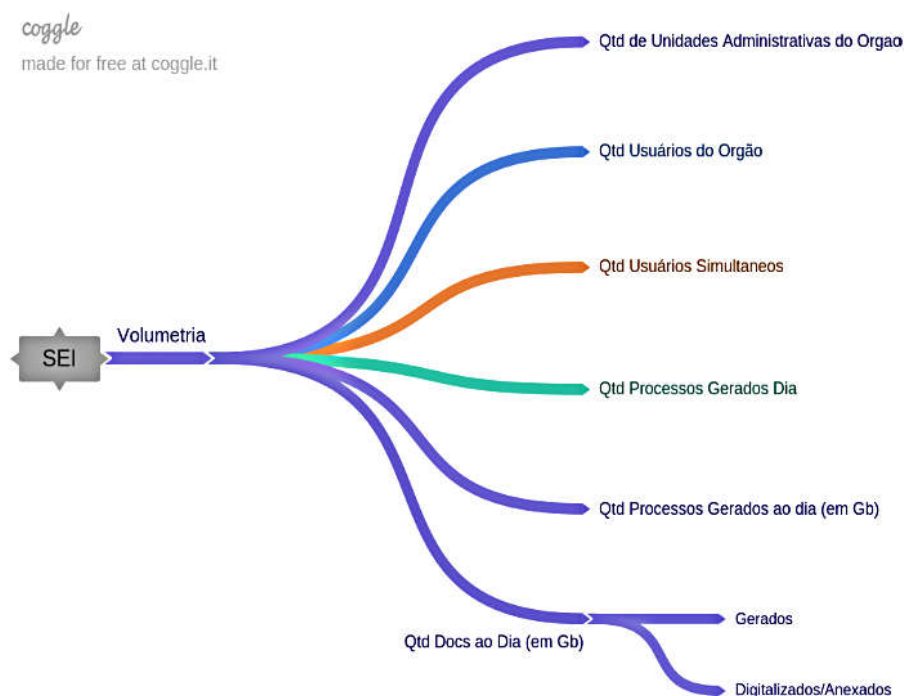 coggle
made for free at coggle.it
Qtd de Unidades Administrativas do Orgao
Qtd Usuários do Orgão
Qtd Usuários Simultaneos
Volumetria
SEI
Qtd Processos Gerados Dia
Qtd Processos Gerados ao dia (em Gb)
Gerados
Qtd Docs ao Dia (em Gb)
Digitalizados/Anexados